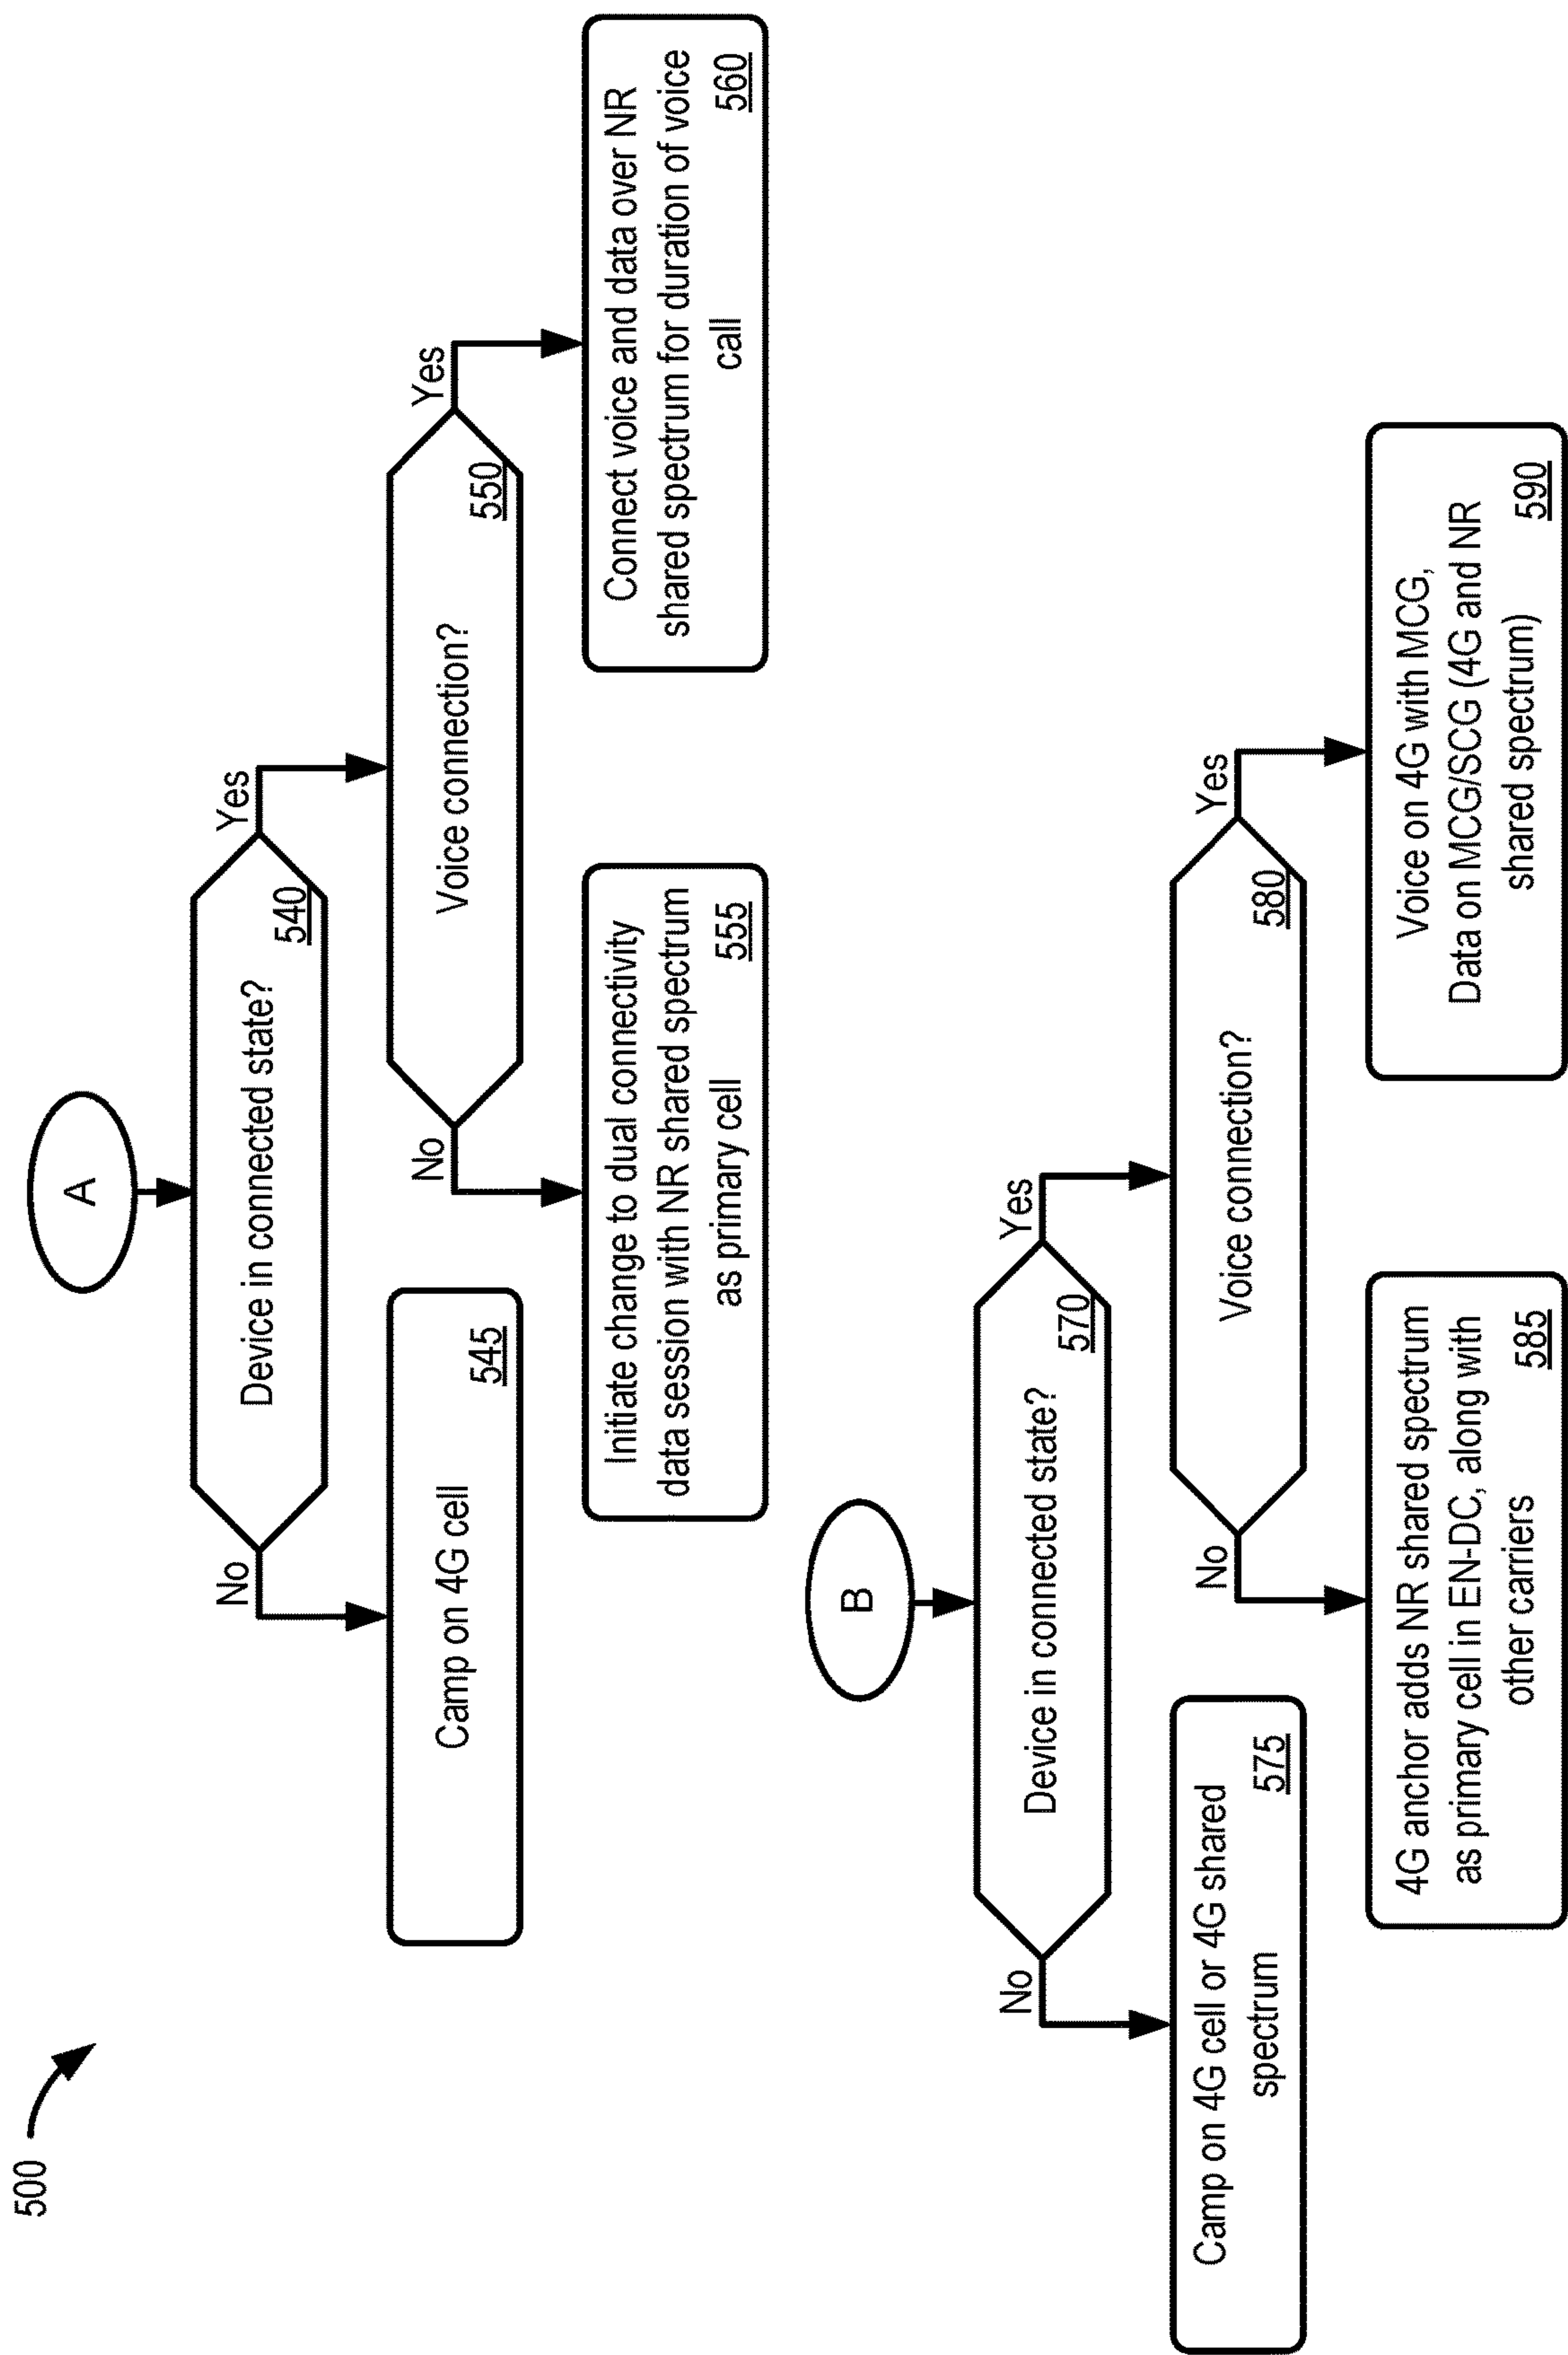 500
A
Device in connected state?
540
No
Yes
Camp on 4G cell
545
Voice connection?
550
No
Yes
Initiate change to dual connectivity
data session with NR shared spectrum
as primary cell
555
Connect voice and data over NR
shared spectrum for duration of voice
call
560
B
Device in connected state?
570
No
Yes
Camp on 4G cell or 4G shared
spectrum
575
Voice connection?
580
No
Yes
4G anchor adds NR shared spectrum
as primary cell in EN-DC, along with
other carriers
585
Voice on 4G with MCG,
Data on MCG/SCG (4G and NR
shared spectrum)
590